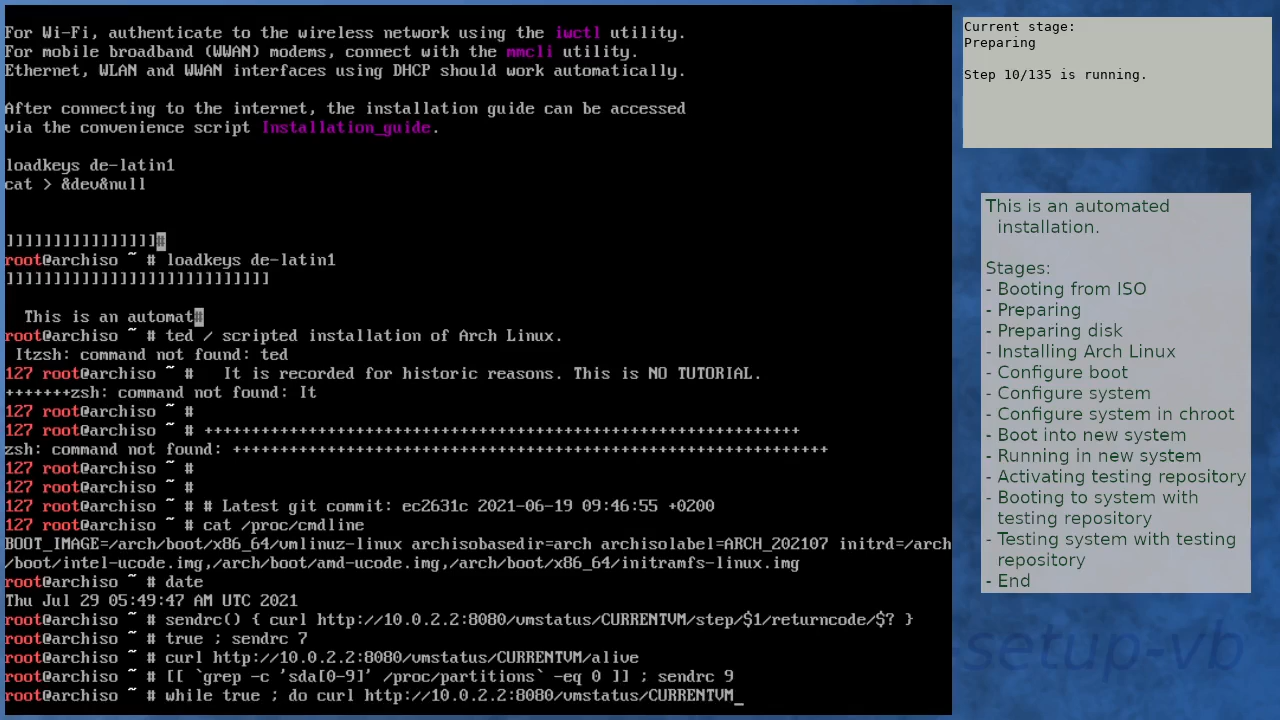 For Wi-Fi, authenticate to the wireless network using the iwctl utility.
For mobile broadband (WWAN) modems, connect with the mmcli utility.
Ethernet, WLAN and WWAN interfaces using DHCP should work automatically.
After connecting to the internet, the installation guide can be accessed
via the convenience script Installation_guide.
loadkeys de-latin1
cat > &dev&null
]]]]]]]]]]]]]]]]#
root@archiso ~ # loadkeys de-latin1
]]]]]]]]]]]]]]]]]]]]]]]]]]]]
This is an automat#
root@archiso ~ # ted / scripted installation of Arch Linux.
Itzsh: command not found: ted
127 root@archiso ~ #   It is recorded for historic reasons. This is NO TUTORIAL.
+++++++zsh: command not found: It
127 root@archiso ~ #
127 root@archiso ~ # +++++++++++++++++++++++++++++++++++++++++++++++++++++++++++++++
zsh: command not found: +++++++++++++++++++++++++++++++++++++++++++++++++++++++++++++++
127 root@archiso ~ #
127 root@archiso ~ #
127 root@archiso ~ # # Latest git commit: ec2631c 2021-06-19 09:46:55 +0200
127 root@archiso ~ # cat /proc/cmdline
BOOT_IMAGE=/arch/boot/x86_64/vmlinuz-linux archisobasedir=arch archisolabel=ARCH_202107 initrd=/arch
/boot/intel-ucode.img,/arch/boot/amd-ucode.img,/arch/boot/x86_64/initramfs-linux.img
root@archiso ~ # date
Thu Jul 29 05:49:47 AM UTC 2021
root@archiso ~ # sendrc() { curl http://10.0.2.2:8080/vmstatus/CURRENTVM/step/$1/returncode/$? }
root@archiso ~ # true ; sendrc 7
root@archiso ~ # curl http://10.0.2.2:8080/vmstatus/CURRENTVM/alive
root@archiso ~ # [[ `grep -c 'sda[0-9]' /proc/partitions` -eq 0 ]] ; sendrc 9
root@archiso ~ # while true ; do curl http://10.0.2.2:8080/vmstatus/CURRENTVM_
Current stage:
Preparing
Step 10/135 is running.
This is an automated
installation.
Stages:
- Booting from ISO
- Preparing
- Preparing disk
- Installing Arch Linux
- Configure boot
- Configure system
- Configure system in chroot
- Boot into new system
- Running in new system
- Activating testing repository
- Booting to system with
testing repository
- Testing system with testing
repository
- End
-setup-vb